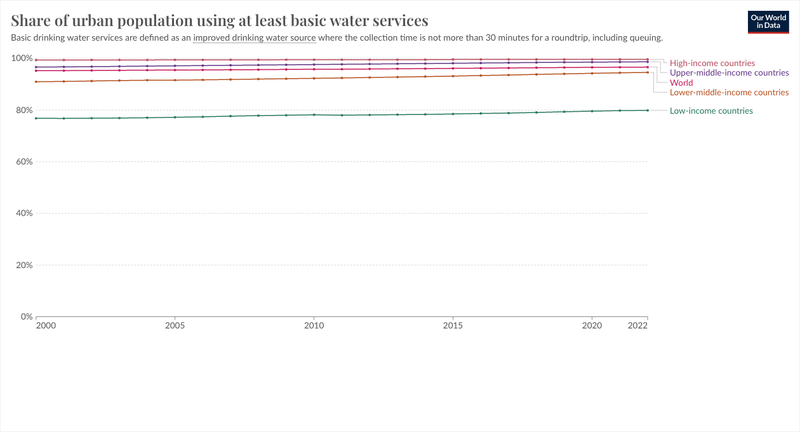 Share of urban population using at least basic water services
Our World
in Data
Basic drinking water services are defined as an improved drinking water source where the collection time is not more than 30 minutes for a roundtrip, including queuing.
100%
80%
60%
40%
20%
0%
2000
2005
2010
2015
2020
2022
High-income countries
Upper-middle-income countries
World
Lower-middle-income countries
Low-income countries